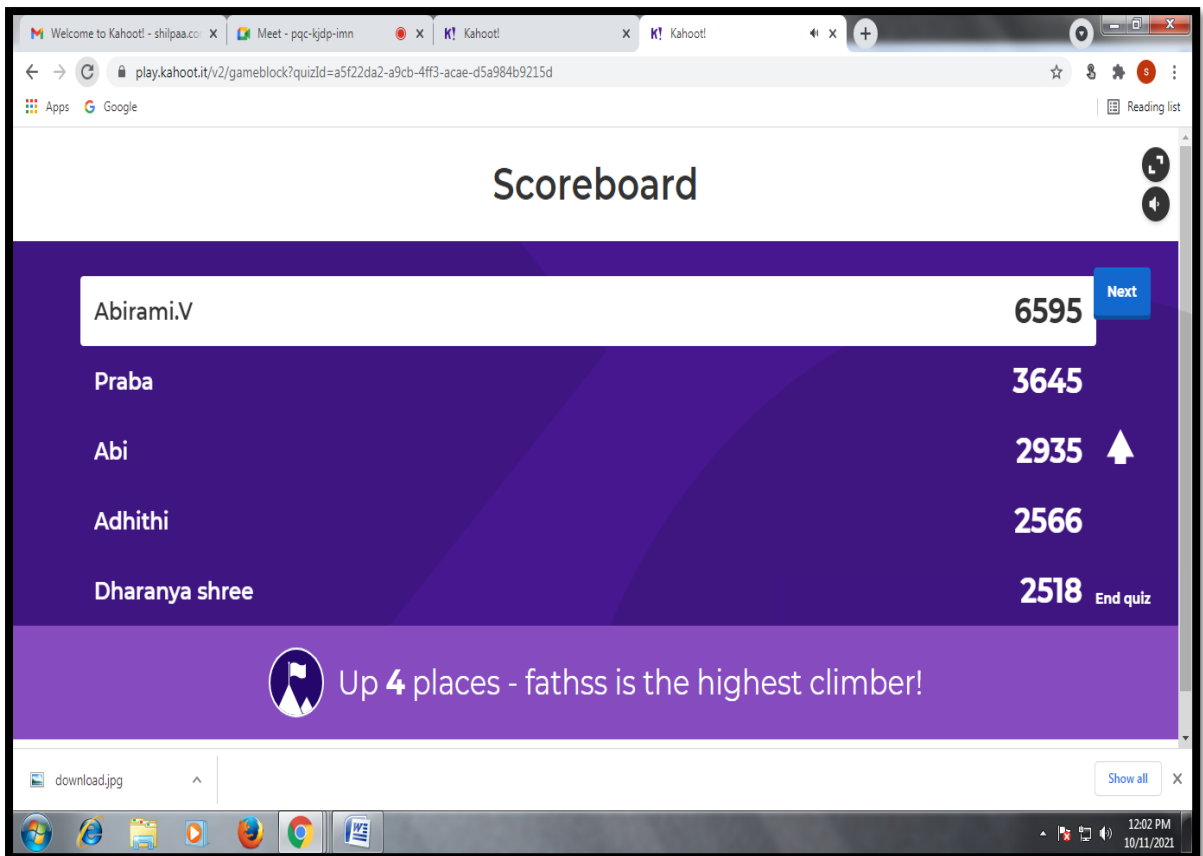 Welcome to Kahoot! - shilpaa.co
Meet - pqc-kjdp-imn
K! Kahoot!
K! Kahoot!
play.kahoot.it/v2/gameblock?quizId=a5f22da2-a9cb-4ff3-acae-d5a984b9215d
S
Apps
Google
Reading list
Scoreboard
Next
Abirami.V 6595
Praba 3645
Abi 2935
Adhithi 2566
Dharanya shree 2518
End quiz
Up 4 places - fathss is the highest climber!
download.jpg
Show all
12:02 PM
10/11/2021